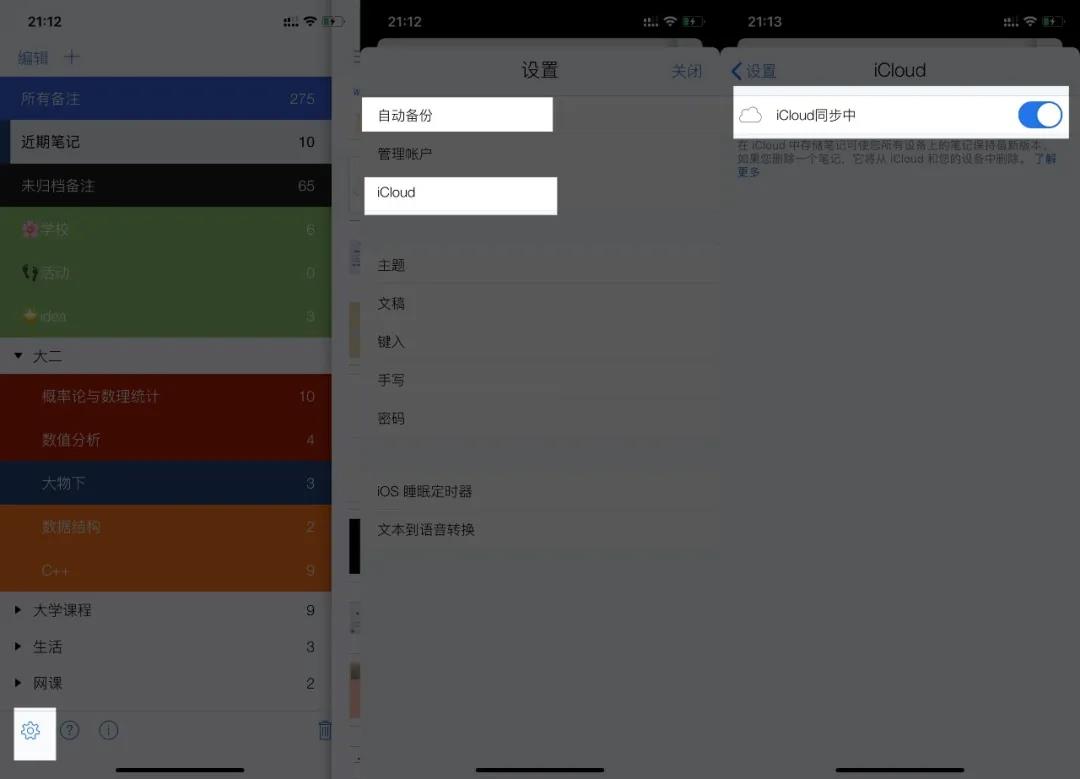 21:12
编辑
所有备注 275
近期笔记 10
未归档备注 65
🌸学校 6
👣活动 0
idea 3
大二
概率论与数理统计 10
数值分析 4
大物下 3
数据结构 2
C++ 9
大学课程 9
生活 3
网课 2
21:12
设置 关闭
自动备份
管理帐户
iCloud
主题
文稿
键入
手写
密码
iOS 睡眠定时器
文本到语音转换
21:13
设置 iCloud
iCloud同步中
在 iCloud 中存储笔记可使您所有设备上的笔记保持最新版本。
如果您删除一个笔记，它将从 iCloud 和您的设备中删除。 了解
更多